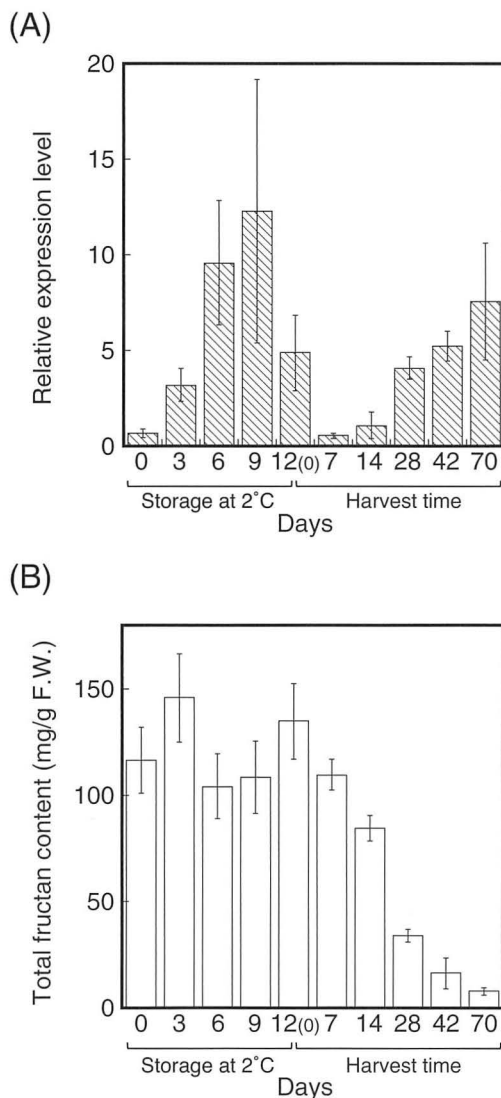 (A)
Relative expression level
20
15
10
5
0
0 3 6 9 12(0) 7 14 28 42 70
Storage at 2˚C Harvest time
Days
(B)
Total fructan content (mg/g F.W.)
150
100
50
0
0 3 6 9 12(0) 7 14 28 42 70
Storage at 2˚C Harvest time
Days